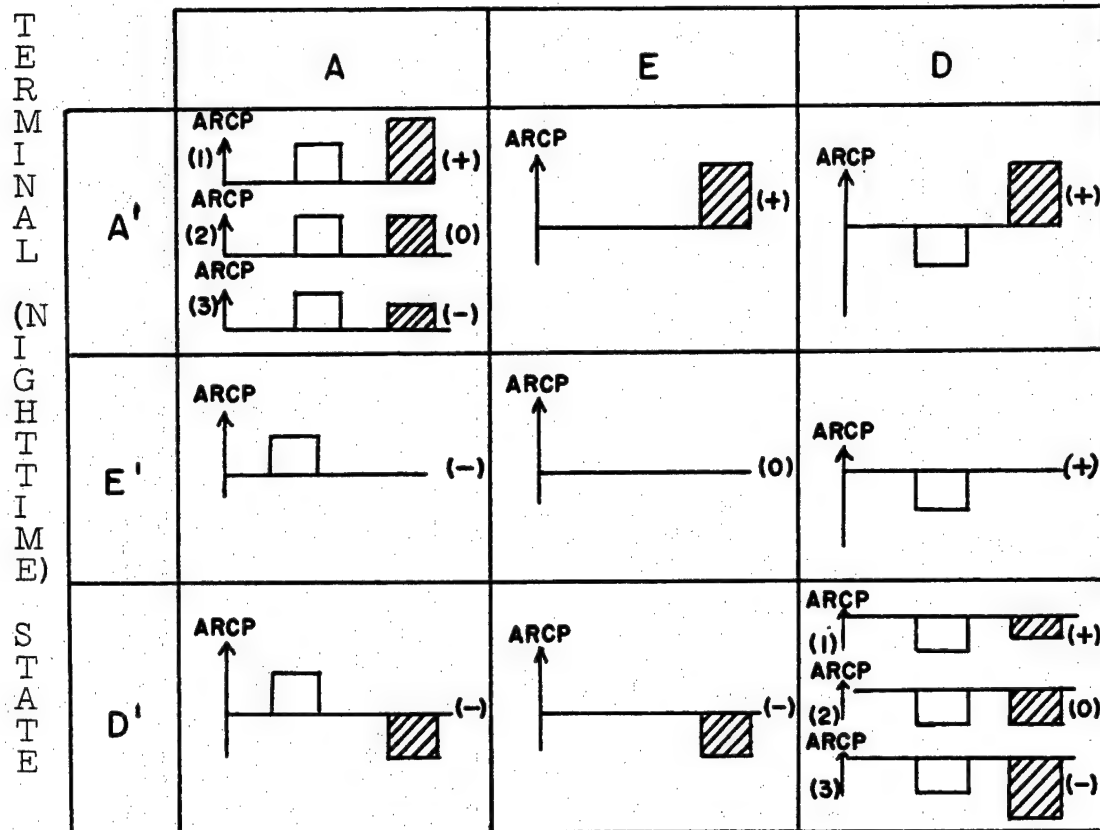 TERMINAL (NIGHTTIME) STATE
A E D
A'
ARCP
(1) (+)
ARCP
(2) (0)
ARCP
(3) (-)
ARCP
(+)
ARCP
(+)
E'
ARCP
(-)
ARCP
(0)
ARCP
(+)
D'
ARCP
(-)
ARCP
(-)
ARCP
(1) (+)
ARCP
(2) (0)
ARCP
(3) (-)